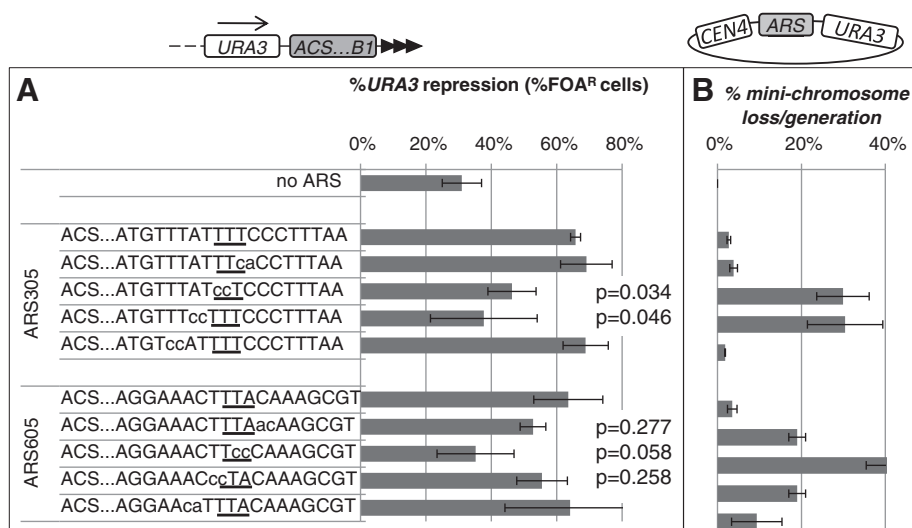 URA3 ACS...B1
CEN4 ARS URA3
A %URA3 repression (%FOAᴿ cells)
0% 20% 40% 60% 80%
B % mini-chromosome
loss/generation
0% 20% 40%
no ARS
ARS305
ACS...ATGTTTATTTTCCCTTTAA
ACS...ATGTTTATTTcaCCTTTAA
ACS...ATGTTTATccTCCCTTTAA p=0.034
ACS...ATGTTTccTTTCCCTTTAA p=0.046
ACS...ATGTccATTTTCCCTTTAA
ARS605
ACS...AGGAAACTTTACAAAGCGT
ACS...AGGAAACTTTAacAAGCGT p=0.277
ACS...AGGAAACTTccCAAAGCGT p=0.058
ACS...AGGAAACccTACAAAGCGT p=0.258
ACS...AGGAAcaTTTACAAAGCGT